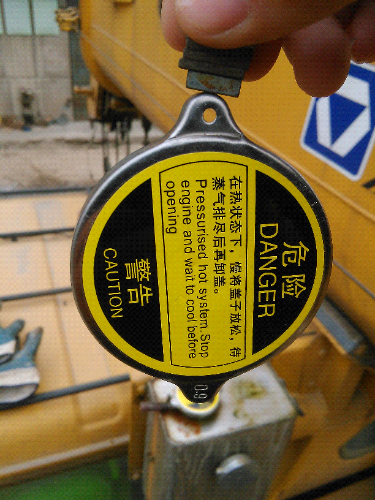 危险
DANGER
在热状态下，慢将盖子放松，待
蒸气排尽后再卸盖。
Pressurised hot system. Stop
engine and wait to cool before
opening
警告
CAUTION
0.9